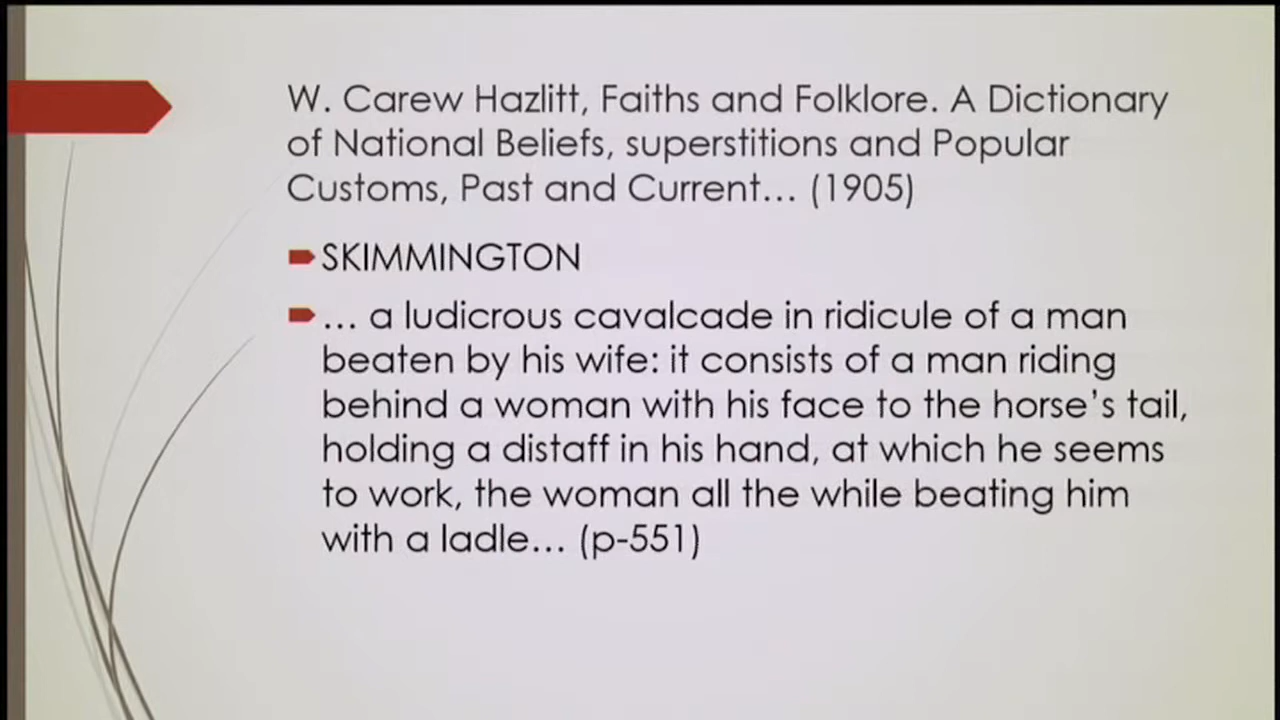 W. Carew Hazlitt, Faiths and Folklore. A Dictionary
of National Beliefs, superstitions and Popular
Customs, Past and Current... (1905)
SKIMMINGTON
... a ludicrous cavalcade in ridicule of a man
beaten by his wife: it consists of a man riding
behind a woman with his face to the horse's tail,
holding a distaff in his hand, at which he seems
to work, the woman all the while beating him
with a ladle... (p-551)